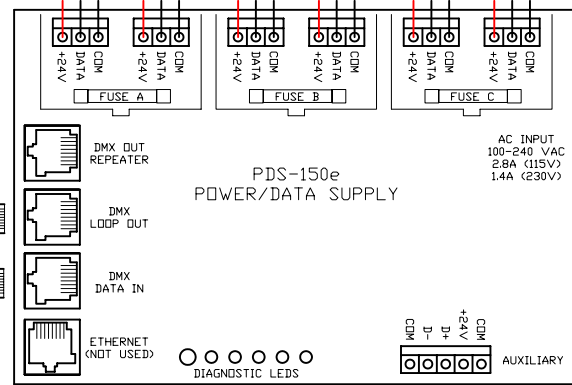 +24V DATA COM +24V DATA COM +24V DATA COM +24V DATA COM +24V DATA COM +24V DATA COM
FUSE A FUSE B FUSE C
DMX OUT
REPEATER
AC INPUT
100-240 VAC
2.8A (115V)
1.4A (230V)
PDS-150e
POWER/DATA SUPPLY
DMX
LOOP OUT
DMX
DATA IN
ETHERNET
(NOT USED)
DIAGNOSTIC LEDS
COM D- D+ +24V COM
AUXILIARY